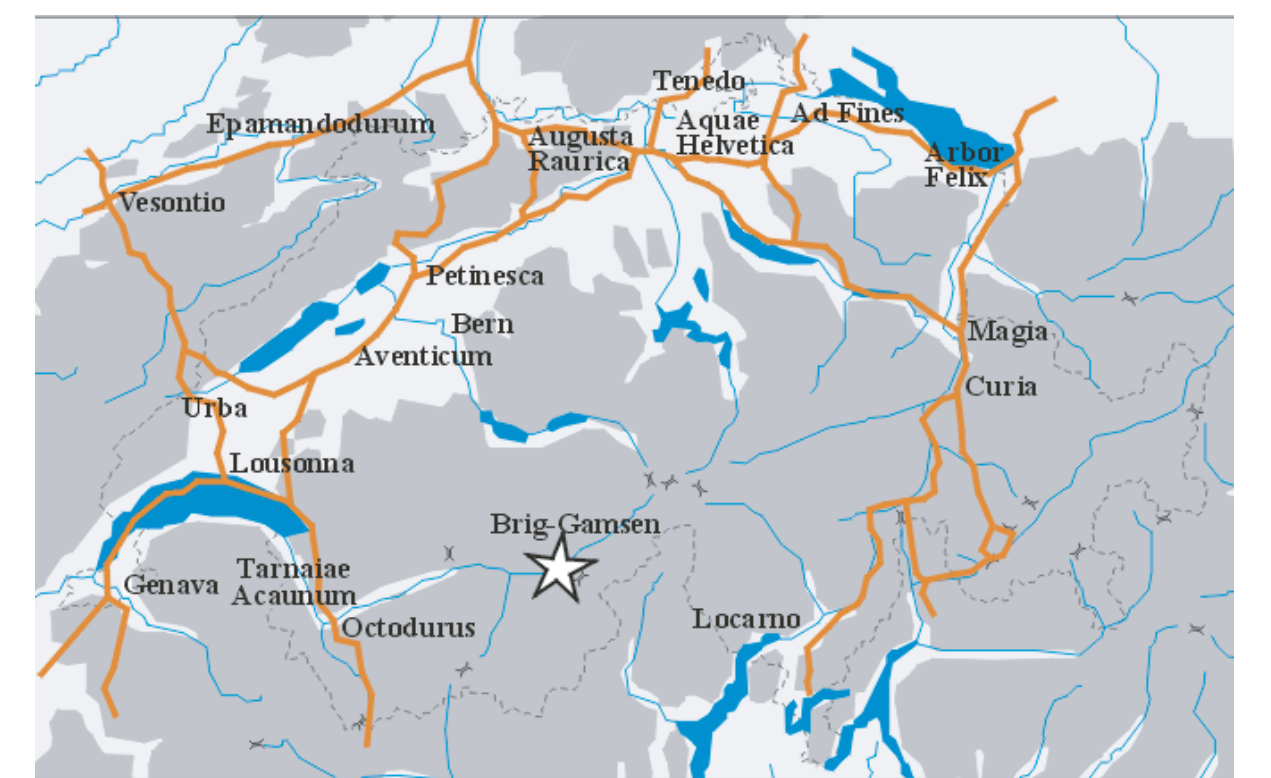 Tenedo
Epamandodurum
Ad Fines
Aquae
Helvetica
Augusta
Raurica
Arbor
Felix
Vesontio
Petinesca
Bern
Magia
Aventicum
Curia
Urba
Lousonna
Brig-Gamsen
Genava
Tarnaiae
Acaunum
Locarno
Octodurus